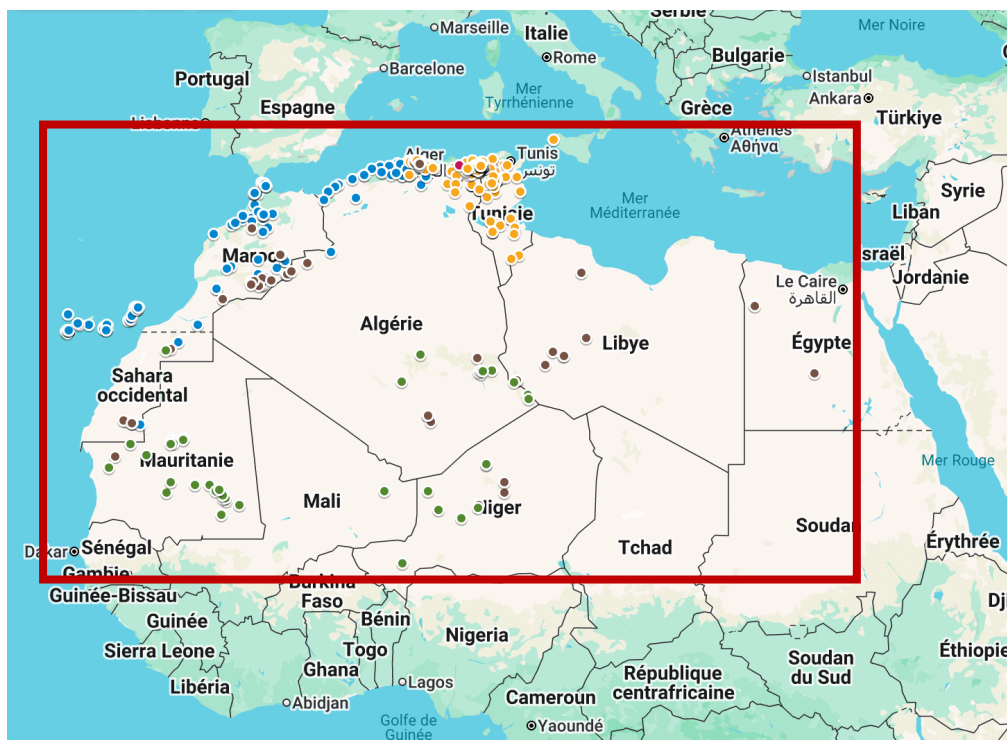 Serbie
Mer Noire
Marseille
Italie
Bulgarie
Barcelone
Rome
Istanbul
Portugal
Ankara
Espagne
Mer
Tyrrhénienne
Grèce
Türkiye
Lisbonne
Athènes
Αθήνα
Alger
Tunis
تونس
Syrie
Mer
Méditerranée
Liban
Tunisie
Israël
Maroc
Jordanie
Le Caire
القاهرة
Algérie
Libye
Égypte
Sahara
occidental
Mauritanie
Mer Rouge
Mali
Niger
Tchad
Soudan
Dakar
Sénégal
Érythrée
Gambie
Guinée-Bissau
Burkina
Faso
Bénin
Nigeria
Dji
Guinée
Sierra Leone
Togo
Ghana
Éthiopie
Soudan
du Sud
Libéria
Lagos
République
centrafricaine
Abidjan
Cameroun
Golfe de
Guinée
Yaoundé